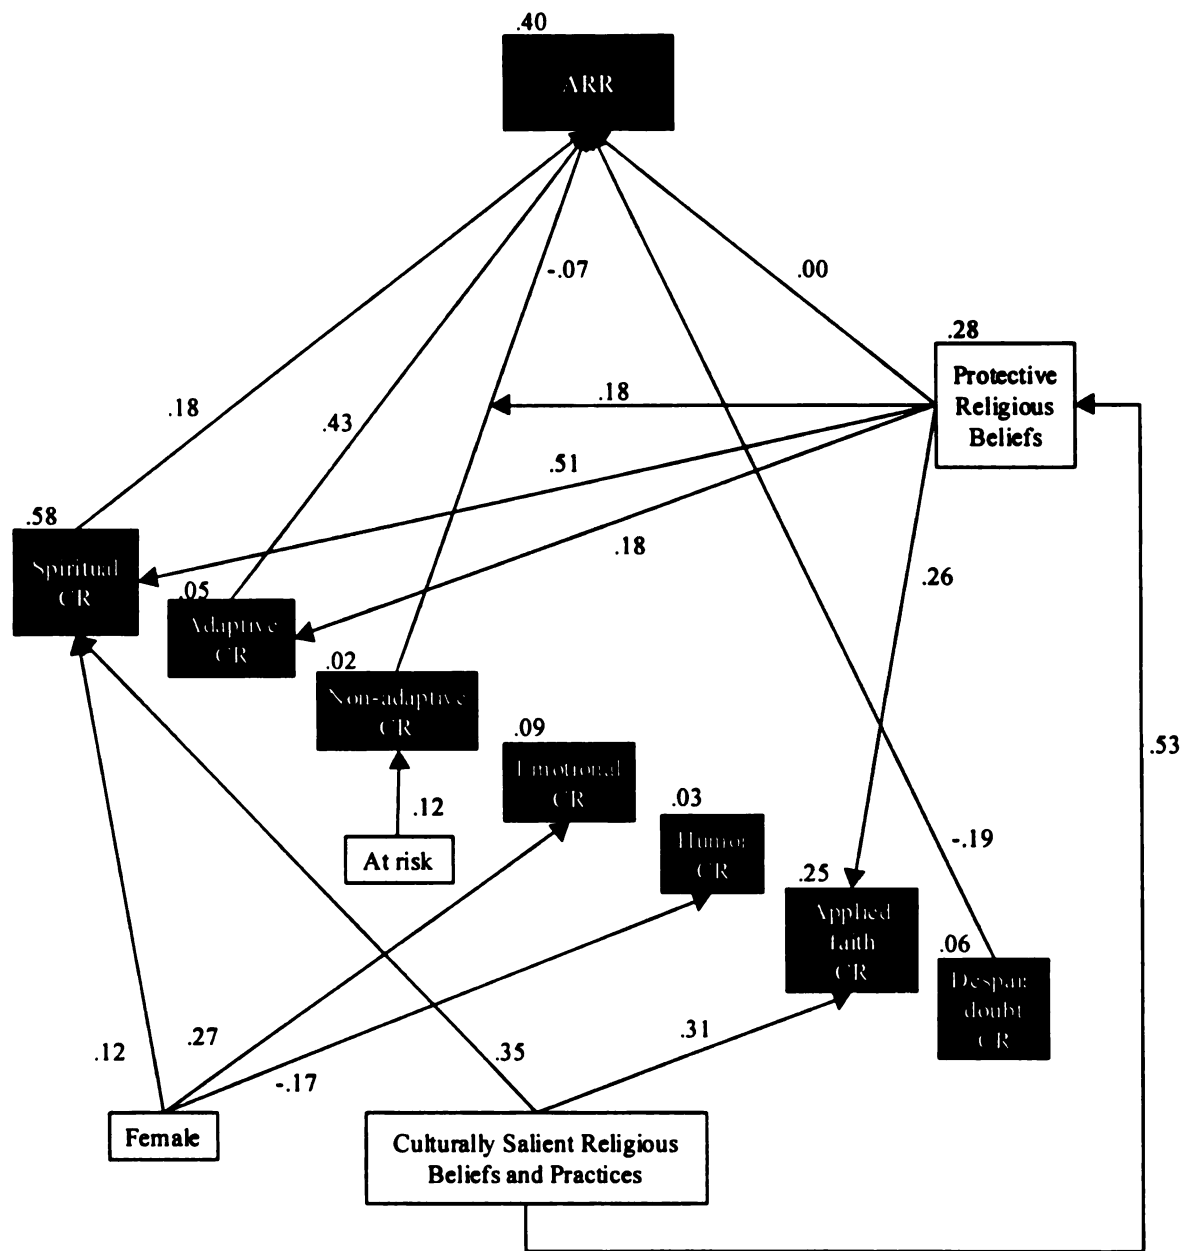 .40
ARR
-.07
.00
.28
Protective
Religious
Beliefs
.18
.18
.43
.51
.58
Spiritual
CR
.18
.05
Adaptive
CR
.26
.02
Non-adaptive
CR
.09
Emotional
CR
.53
.12
.03
Humor
CR
At risk
-.19
.25
Applied
faith
CR
.06
Despair
doubt
CR
.12
.27
-.17
.35
.31
Female
Culturally Salient Religious
Beliefs and Practices